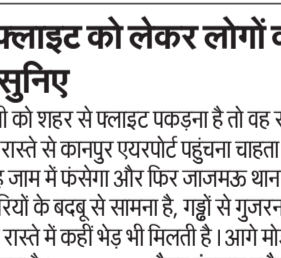 फ्लाइट को लेकर लोगों
सुनिए
को शहर से फ्लाइट पकड़ना है तो वह
रास्ते से कानपुर एयरपोर्ट पहुंचना चाहता
जाम में फंसेगा और फिर जाजमऊ थान
रियों के बदबू से सामना है, गड्ढों से गुजरन
रास्ते में कहीं भेड़ भी मिलती है। आगे मो